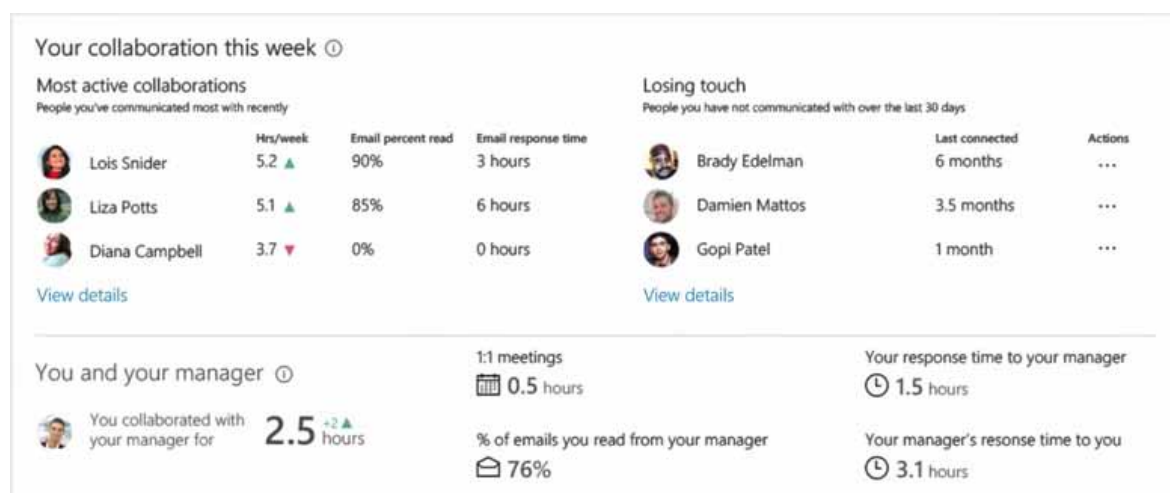 Your collaboration this week
Most active collaborations
People you've communicated most with recently
Hrs/week Email percent read Email response time
Lois Snider 5.2 90% 3 hours
Liza Potts 5.1 85% 6 hours
Diana Campbell 3.7 0% 0 hours
View details
Losing touch
People you have not communicated with over the last 30 days
Last connected Actions
Brady Edelman 6 months ...
Damien Mattos 3.5 months ...
Gopi Patel 1 month ...
View details
You and your manager
You collaborated with
your manager for
2.5 +2 hours
1:1 meetings
0.5 hours
% of emails you read from your manager
76%
Your response time to your manager
1.5 hours
Your manager's resonse time to you
3.1 hours